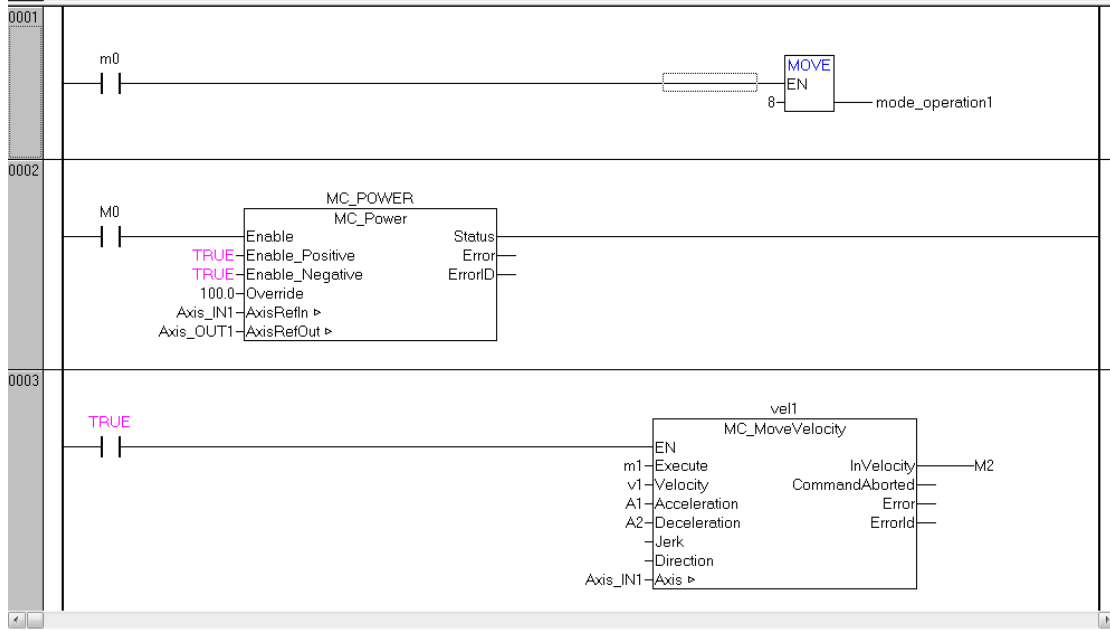 0001
m0
MOVE
EN
8
mode_operation1
0002
MC_POWER
M0
MC_Power
Enable Status
TRUE Enable_Positive Error
TRUE Enable_Negative ErrorID
100.0 Override
Axis_IN1 AxisRefIn
Axis_OUT1 AxisRefOut
0003
vel1
TRUE
MC_MoveVelocity
EN
m1 Execute InVelocity M2
v1 Velocity CommandAborted
A1 Acceleration Error
A2 Deceleration ErrorId
Jerk
Direction
Axis_IN1 Axis